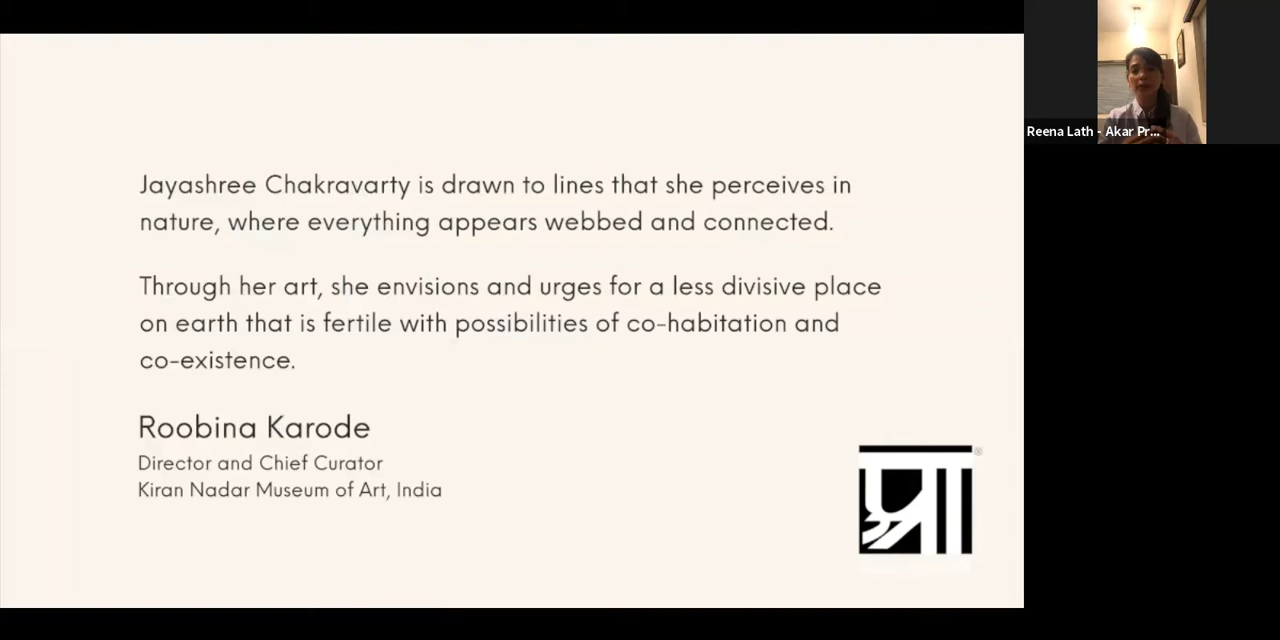 Jayashree Chakravarty is drawn to lines that she perceives in
nature, where everything appears webbed and connected.
Through her art, she envisions and urges for a less divisive place
on earth that is fertile with possibilities of co-habitation and
co-existence.
Roobina Karode
Director and Chief Curator
Kiran Nadar Museum of Art, India
प्रा
®
Reena Lath - Akar Pr...